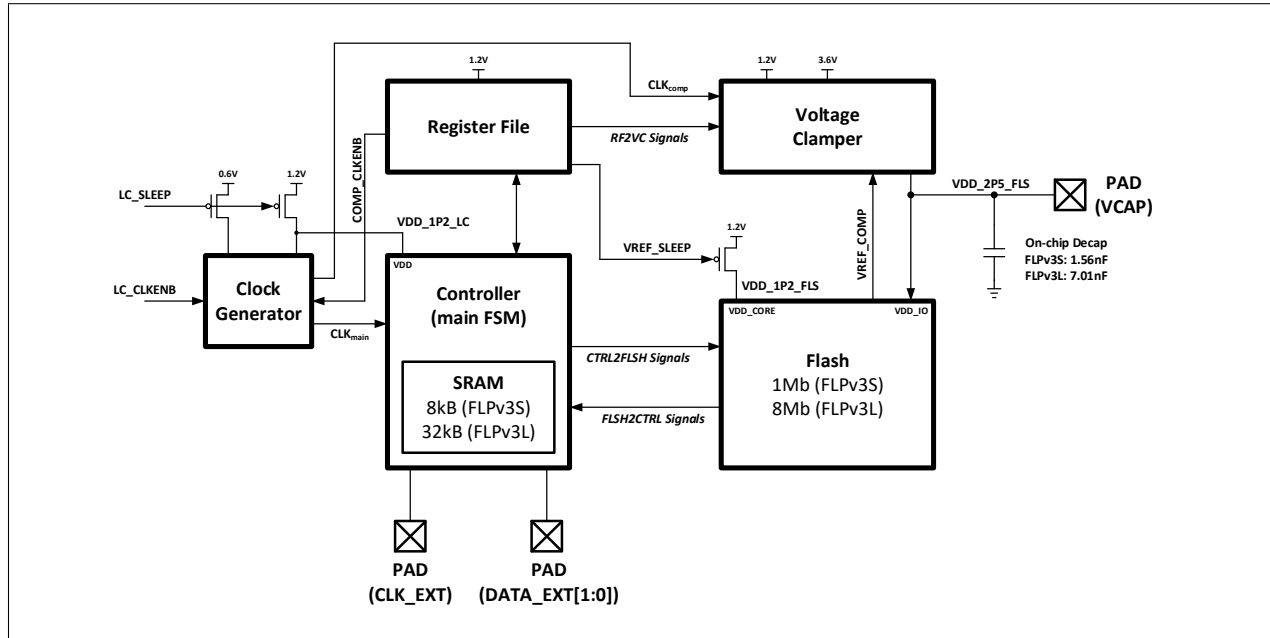 1.2V
1.2V
3.6V
CLKcomp
Register File
Voltage
Clamper
RF2VC Signals
COMP_CLKENB
0.6V
1.2V
LC_SLEEP
VDD_2P5_FLS
PAD
(VCAP)
VDD_1P2_LC
VREF_COMP
1.2V
VREF_SLEEP
On-chip Decap
FLPv3S: 1.56nF
FLPv3L: 7.01nF
VDD
Clock
Generator
LC_CLKENB
CLKmain
Controller
(main FSM)
VDD_1P2_FLS
VDD_CORE
VDD_IO
Flash
1Mb (FLPv3S)
8Mb (FLPv3L)
CTRL2FLSH Signals
SRAM
8kB (FLPv3S)
32kB (FLPv3L)
FLSH2CTRL Signals
PAD
(CLK_EXT)
PAD
(DATA_EXT[1:0])